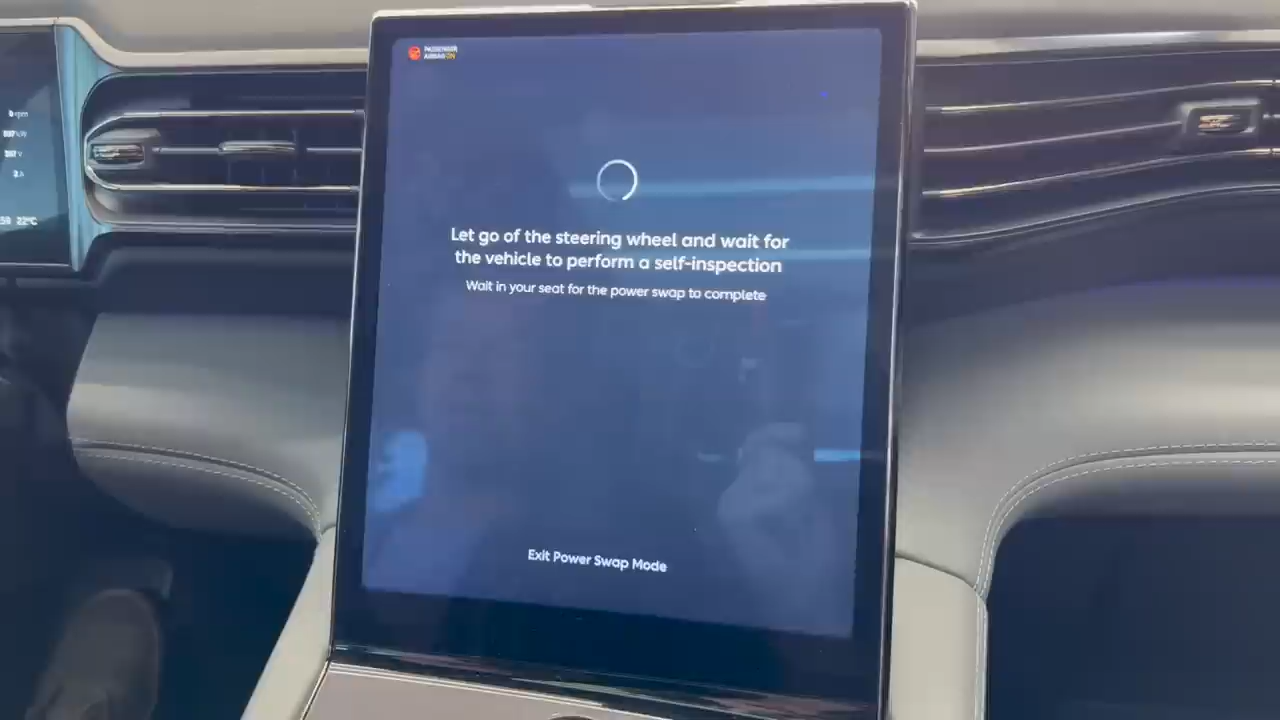 PASSENGER
AIRBAG ON
Let go of the steering wheel and wait for
the vehicle to perform a self-inspection
Wait in your seat for the power swap to complete
Exit Power Swap Mode
22°C